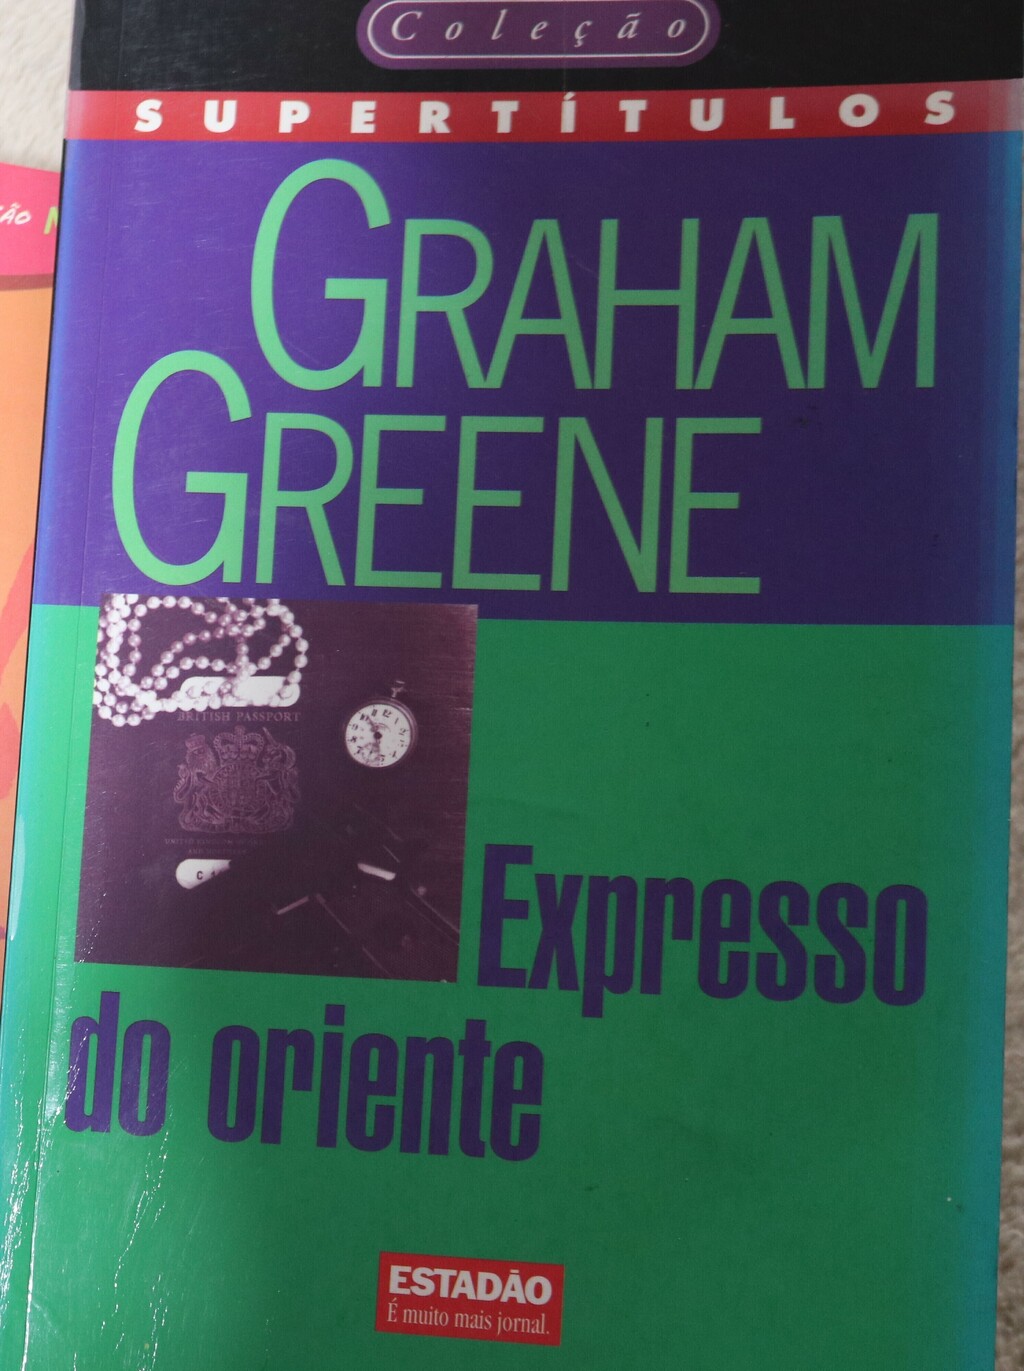 Coleção
SUPERTÍTULOS
GRAHAM
GREENE
BRITISH PASSPORT
Expresso
do oriente
ESTADÃO
É muito mais jornal.